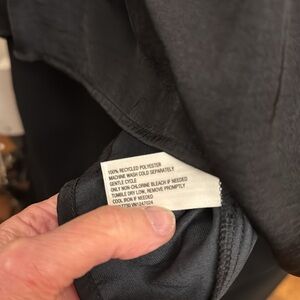 100% RECYCLED POLYESTER
MACHINE WASH COLD SEPARATELY
GENTLE CYCLE
ONLY NON-CHLORINE BLEACH IF NEEDED
TUMBLE DRY LOW, REMOVE PROMPTLY
COOL IRON IF NEEDED